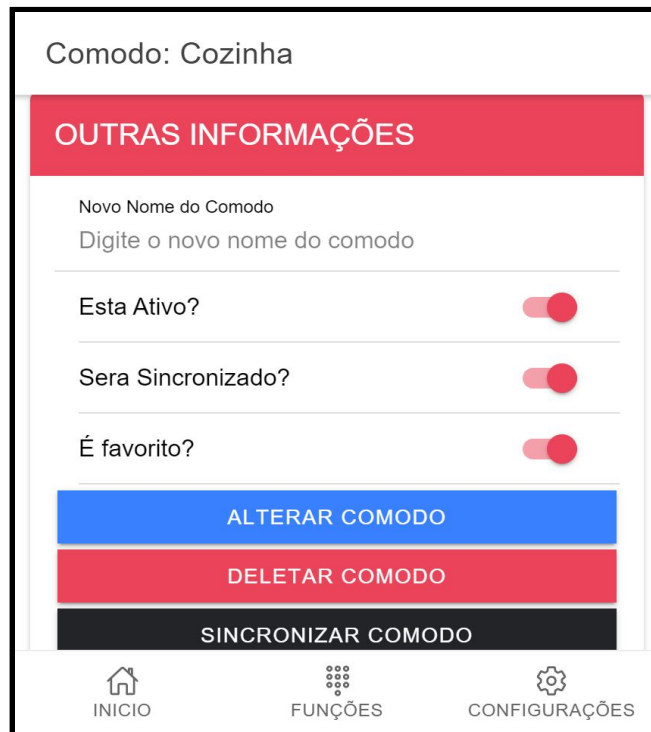 Comodo: Cozinha
OUTRAS INFORMAÇÕES
Novo Nome do Comodo
Digite o novo nome do comodo
Esta Ativo?
Sera Sincronizado?
É favorito?
ALTERAR COMODO
DELETAR COMODO
SINCRONIZAR COMODO
INICIO FUNÇÕES CONFIGURAÇÕES